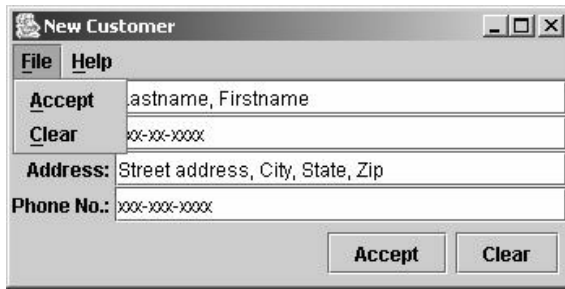 New Customer
File Help
Accept
Lastname, Firstname
Clear
xxx-xx-xxxx
Address: Street address, City, State, Zip
Phone No.: xxx-xxx-xxxx
Accept Clear